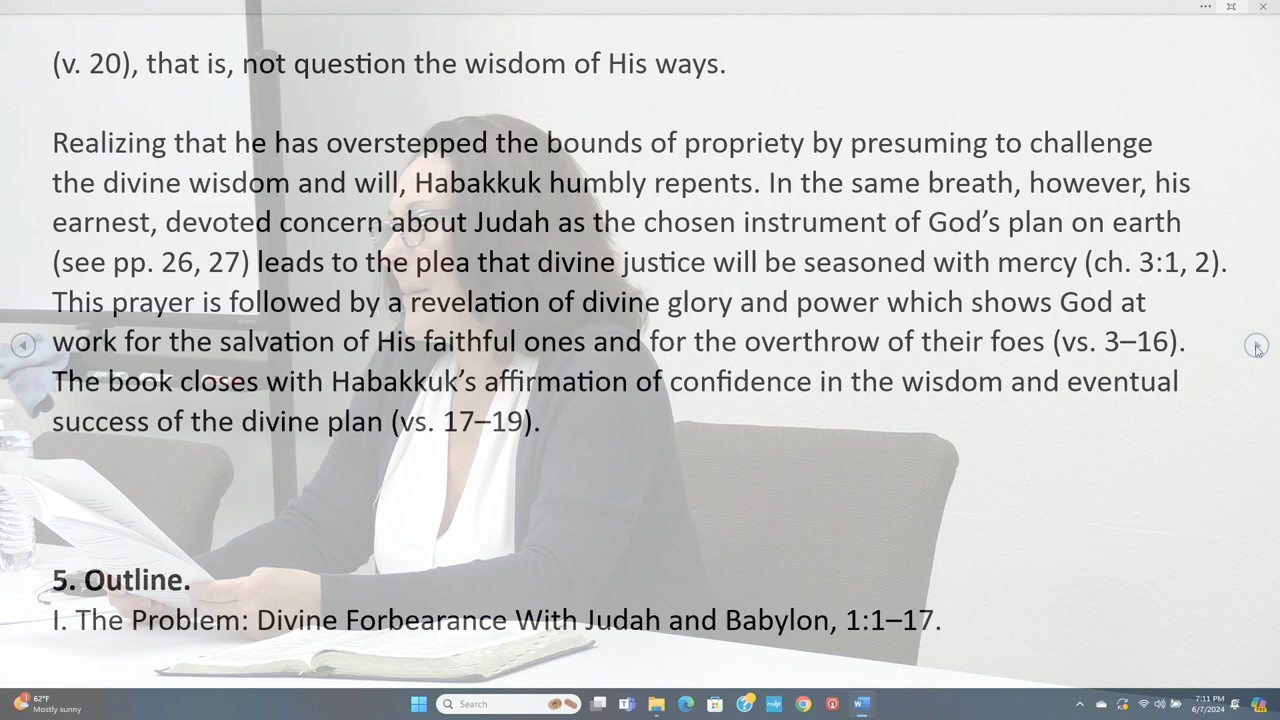 (v. 20), that is, not question the wisdom of His ways.
Realizing that he has overstepped the bounds of propriety by presuming to challenge
the divine wisdom and will, Habakkuk humbly repents. In the same breath, however, his
earnest, devoted concern about Judah as the chosen instrument of God’s plan on earth
(see pp. 26, 27) leads to the plea that divine justice will be seasoned with mercy (ch. 3:1, 2).
This prayer is followed by a revelation of divine glory and power which shows God at
work for the salvation of His faithful ones and for the overthrow of their foes (vs. 3–16).
The book closes with Habakkuk’s affirmation of confidence in the wisdom and eventual
success of the divine plan (vs. 17–19).
5. Outline.
I. The Problem: Divine Forbearance With Judah and Babylon, 1:1–17.
62°F
Mostly sunny
Search
7:11 PM
6/7/2024